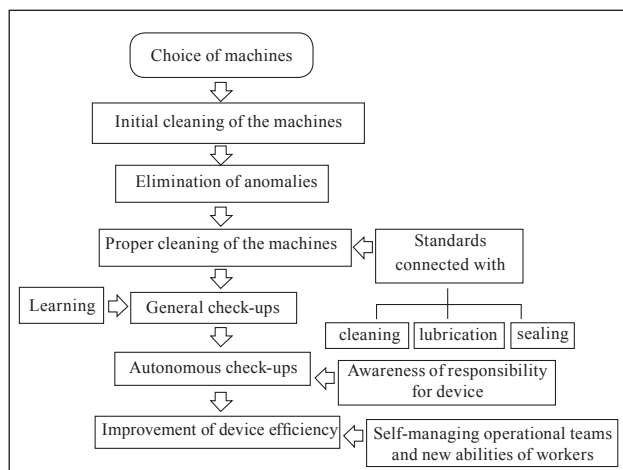 Choice of machines
Initial cleaning of the machines
Elimination of anomalies
Proper cleaning of the machines
Standards
connected with
Learning
General check-ups
cleaning
lubrication
sealing
Autonomous check-ups
Awareness of responsibility
for device
Improvement of device efficiency
Self-managing operational teams
and new abilities of workers